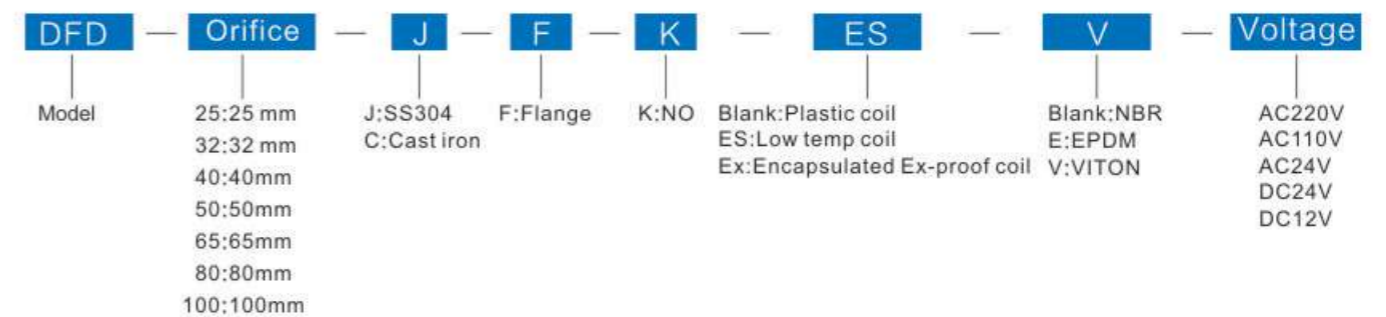 DFD — Orifice — J — F — K — ES — V — Voltage
Model 25:25 mm J:SS304 F:Flange K:NO Blank:Plastic coil Blank:NBR AC220V
32:32 mm C:Cast iron ES:Low temp coil E:EPDM AC110V
40:40mm Ex:Encapsulated Ex-proof coil V:VITON AC24V
50:50mm DC24V
65:65mm DC12V
80:80mm
100:100mm